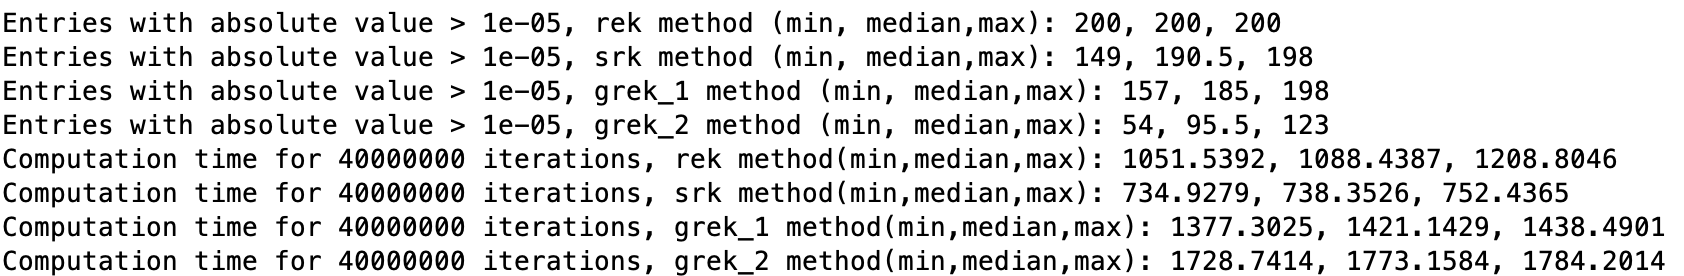 Entries with absolute value > 1e-05, rek method (min, median,max): 200, 200, 200
Entries with absolute value > 1e-05, srk method (min, median,max): 149, 190.5, 198
Entries with absolute value > 1e-05, grek_1 method (min, median,max): 157, 185, 198
Entries with absolute value > 1e-05, grek_2 method (min, median,max): 54, 95.5, 123
Computation time for 40000000 iterations, rek method(min,median,max): 1051.5392, 1088.4387, 1208.8046
Computation time for 40000000 iterations, srk method(min,median,max): 734.9279, 738.3526, 752.4365
Computation time for 40000000 iterations, grek_1 method(min,median,max): 1377.3025, 1421.1429, 1438.4901
Computation time for 40000000 iterations, grek_2 method(min,median,max): 1728.7414, 1773.1584, 1784.2014